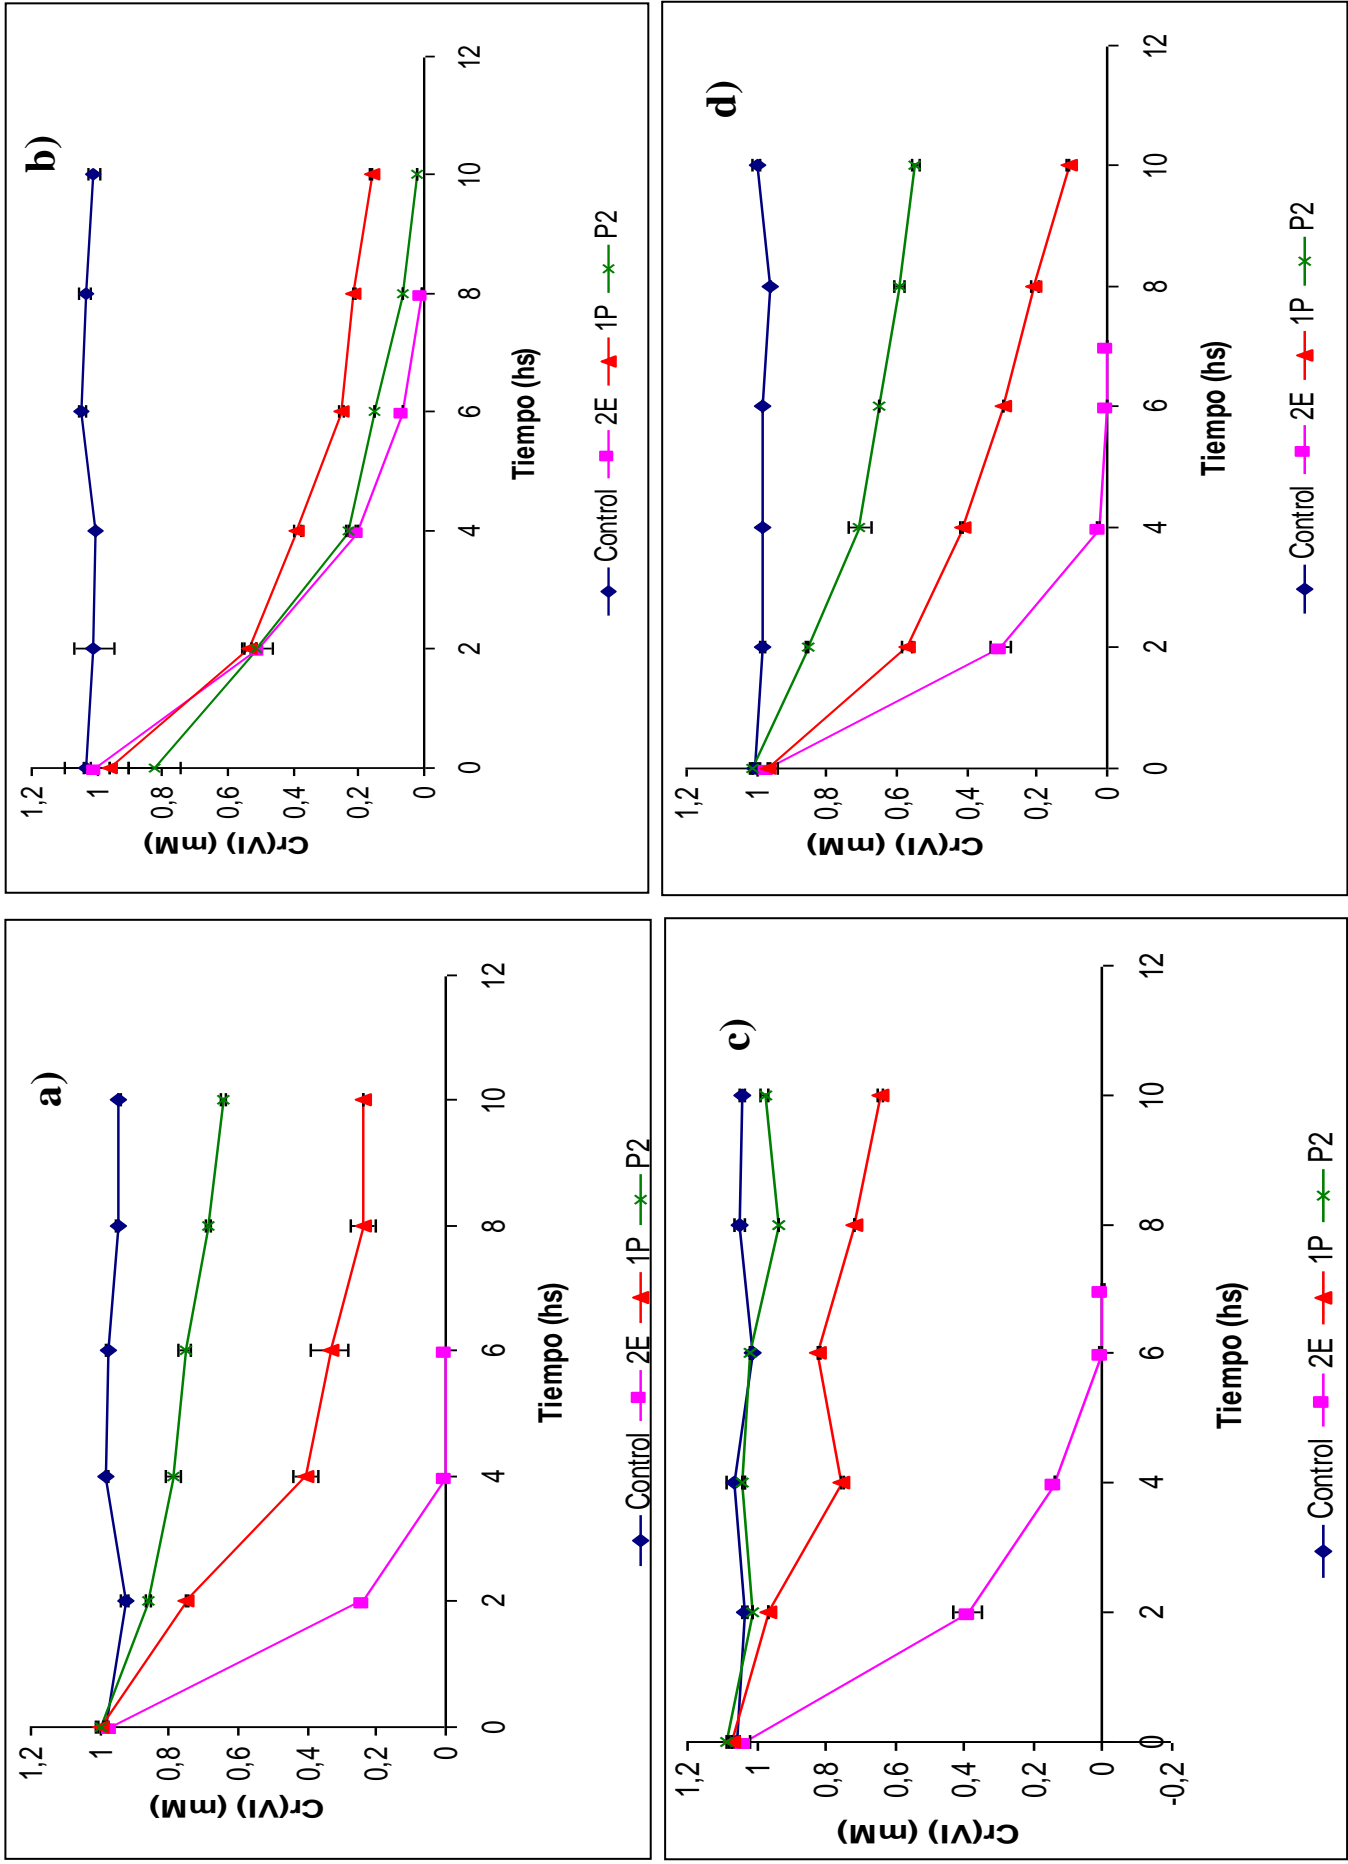 a)
Cr(VI) (mM)
1,2
1
0,8
0,6
0,4
0,2
0
0 2 4 6 8 10 12
Tiempo (hs)
Control 2E 1P P2
b)
Cr(VI) (mM)
1,2
1
0,8
0,6
0,4
0,2
0
0 2 4 6 8 10 12
Tiempo (hs)
Control 2E 1P P2
c)
Cr(VI) (mM)
1,2
1
0,8
0,6
0,4
0,2
0
-0,2
0 2 4 6 8 10 12
Tiempo (hs)
Control 2E 1P P2
d)
Cr(VI) (mM)
1,2
1
0,8
0,6
0,4
0,2
0
0 2 4 6 8 10 12
Tiempo (hs)
Control 2E 1P P2